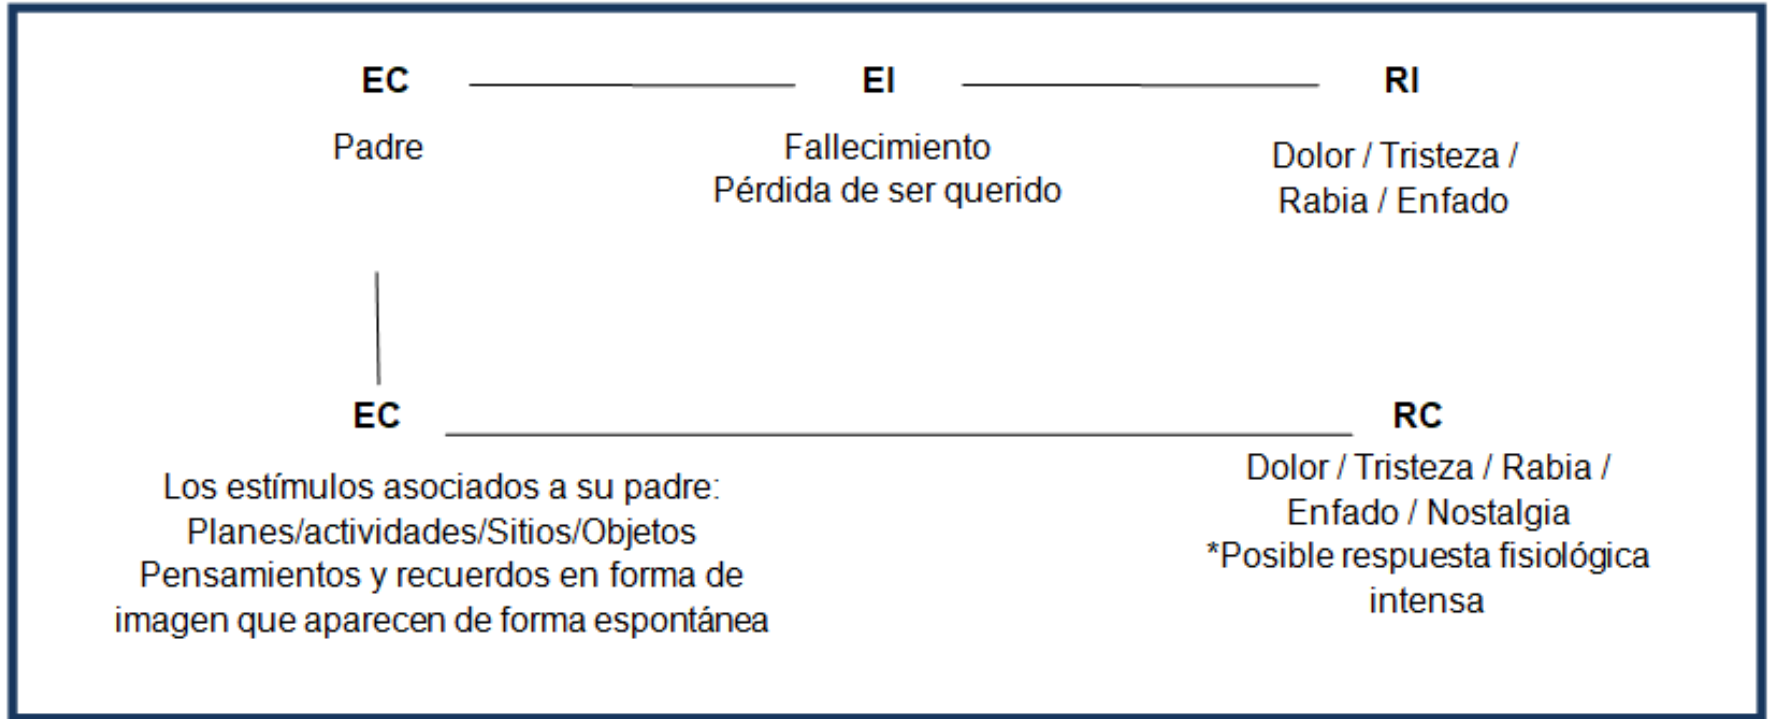 EC EI RI
Padre
Fallecimiento
Pérdida de ser querido
Dolor / Tristeza /
Rabia / Enfado
EC RC
Los estímulos asociados a su padre:
Planes/actividades/Sitios/Objetos
Pensamientos y recuerdos en forma de
imagen que aparecen de forma espontánea
Dolor / Tristeza / Rabia /
Enfado / Nostalgia
*Posible respuesta fisiológica
intensa